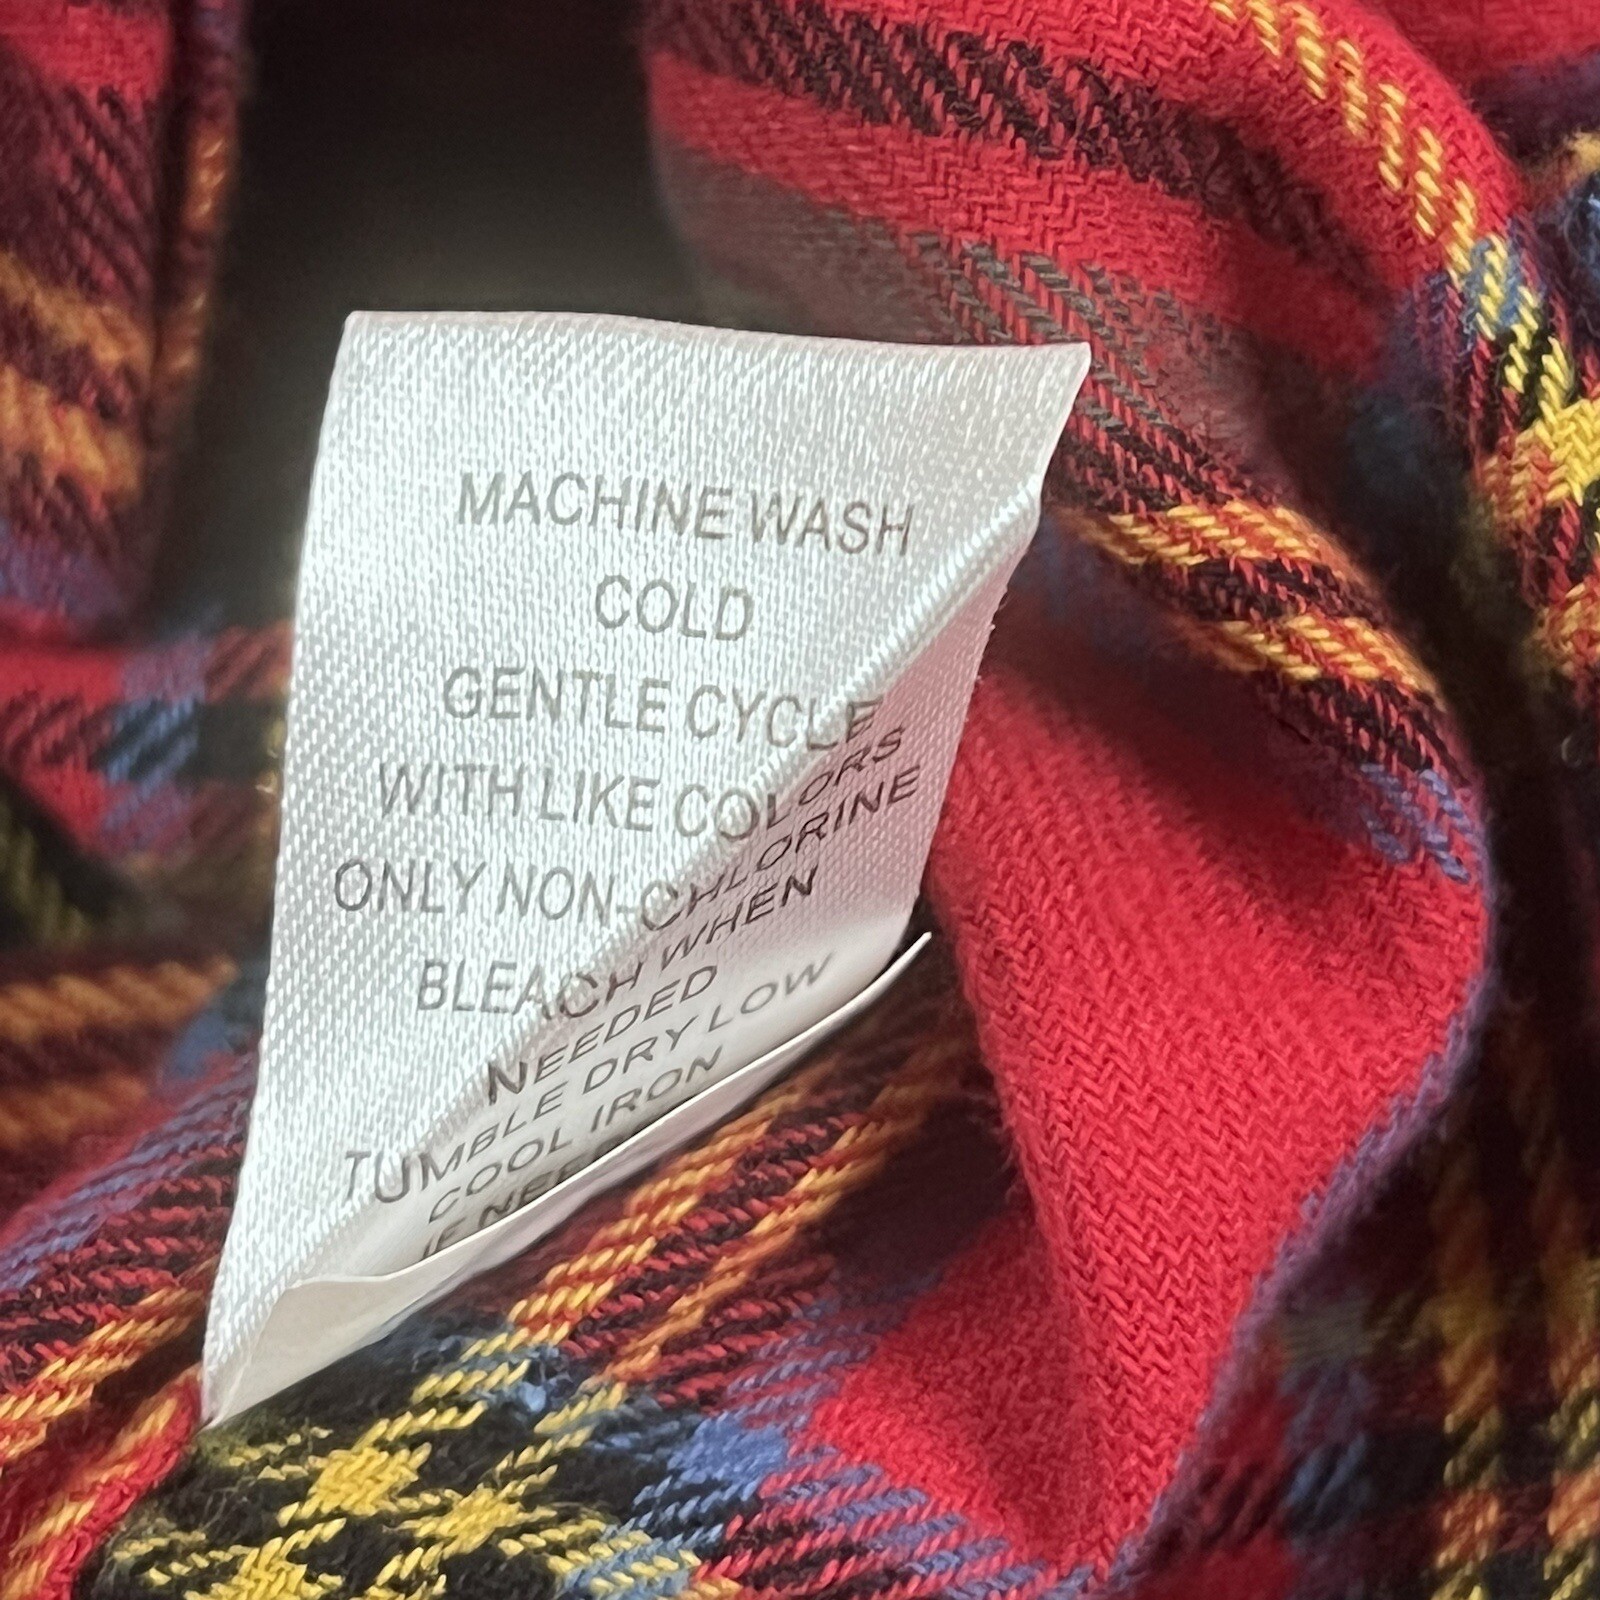 MACHINE WASH
COLD
GENTLE CYCLE
WITH LIKE COLORS
ONLY NON-CHLORINE
BLEACH WHEN
NEEDED
TUMBLE DRY LOW
COOL IRON
IF